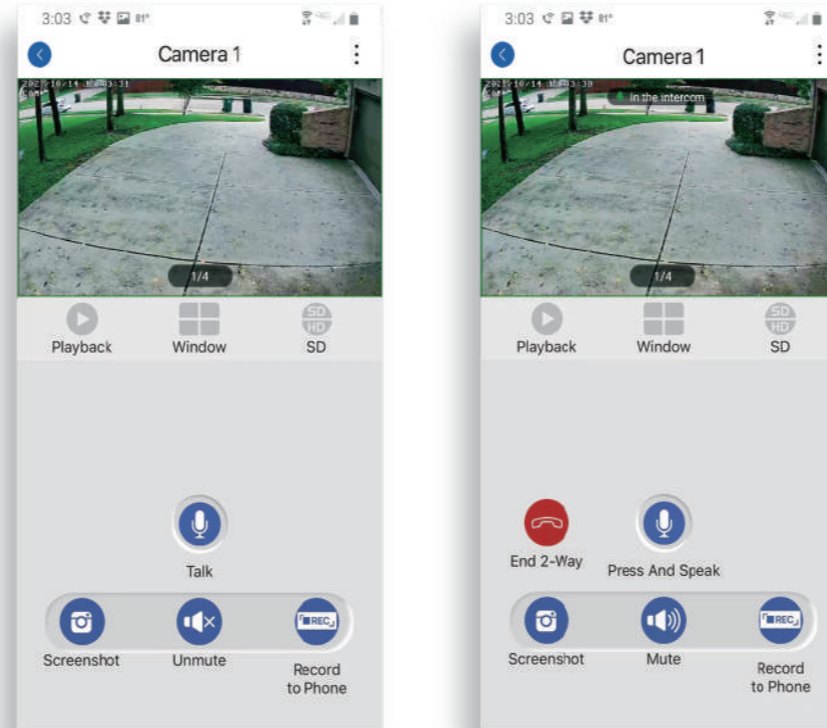 3:03 81°
Camera 1
1/4
Playback Window SD HD
SD
Talk
Screenshot Unmute REC
Record
to Phone
3:03 81°
Camera 1
in the intercom
1/4
Playback Window SD HD
SD
End 2-Way Press And Speak
Screenshot Mute REC
Record
to Phone